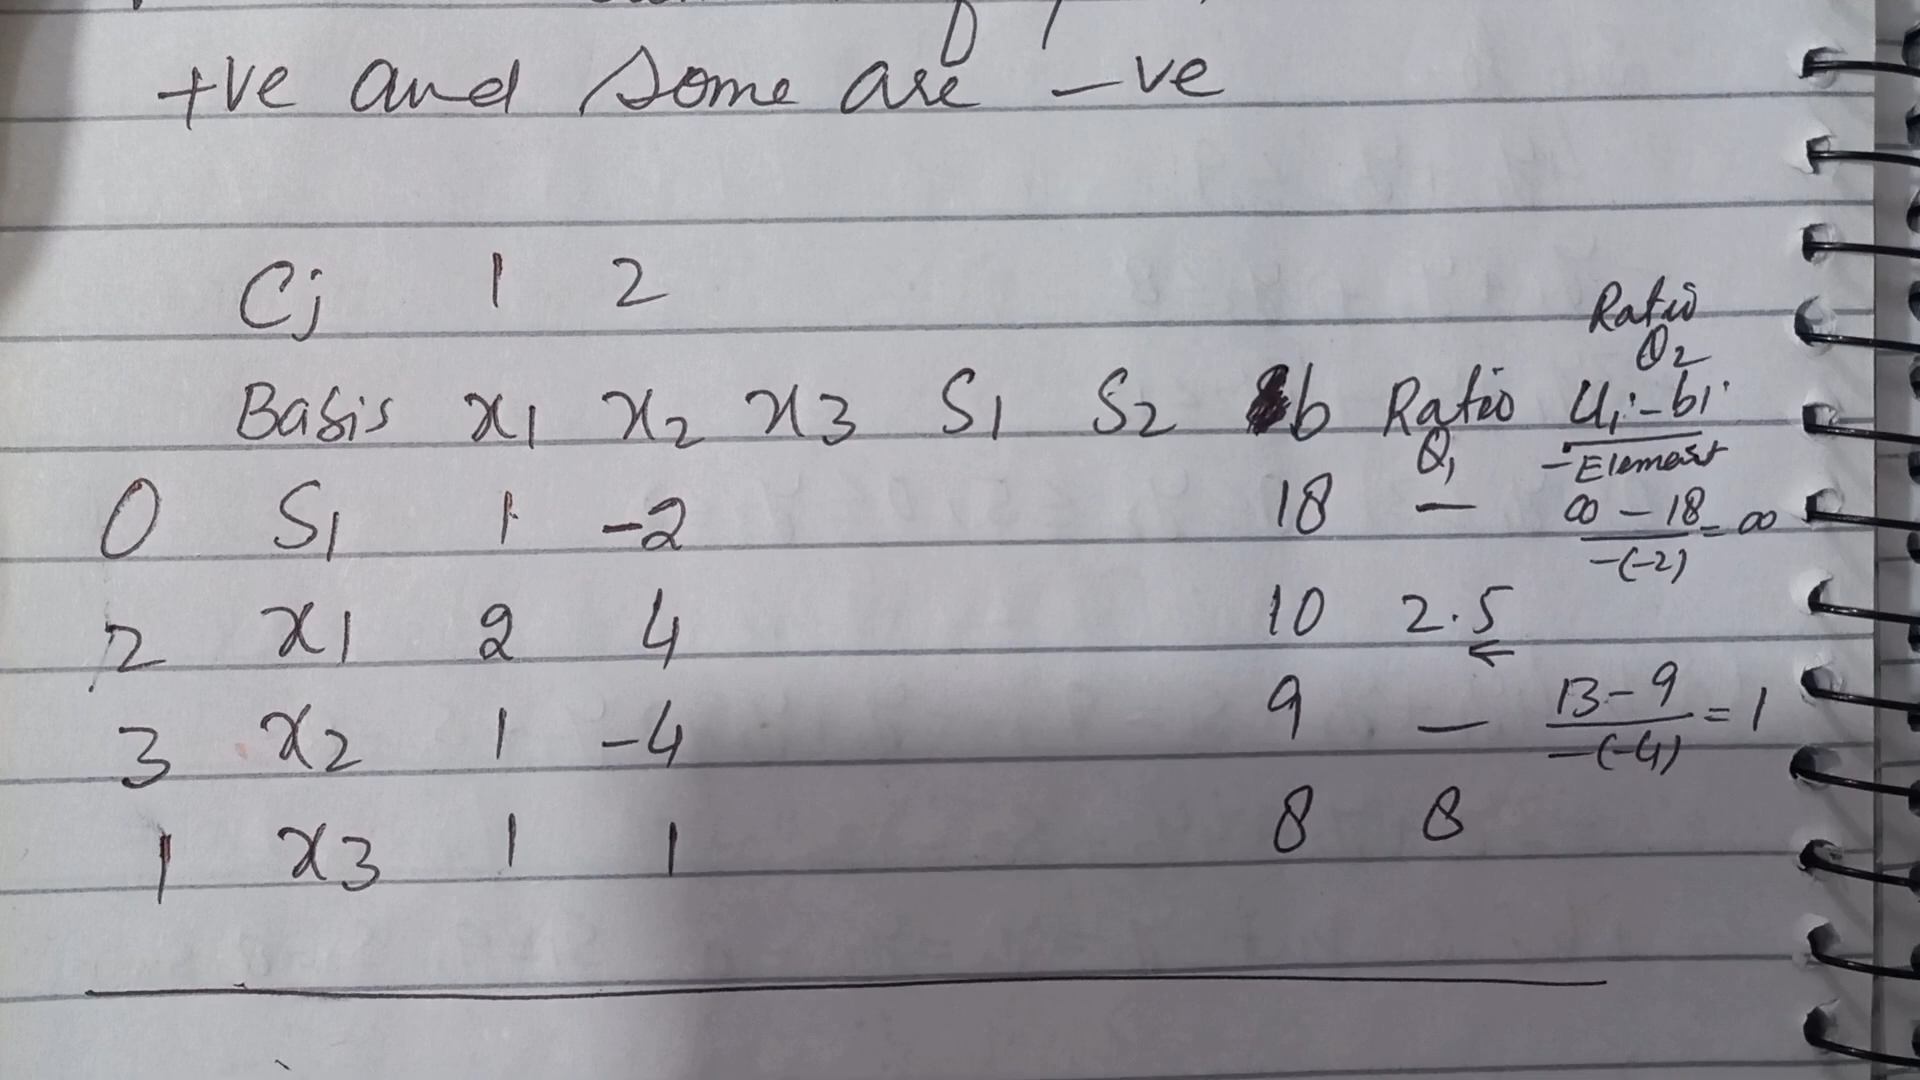 +ve and some are -ve
Cj 1 2
Ratio
θ2
Basis x1 x2 x3 S1 S2 b Ratio Ui-bi
θ1 -Element
0 S1 1 -2 18 - ∞ - 18 = ∞
-(-2)
2 x1 2 4 10 2.5
←
3 x2 1 -4 9 - 13-9 = 1
-(-4)
1 x3 1 1 8 8